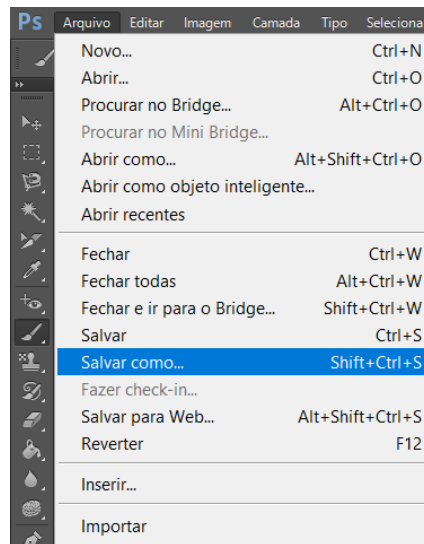 Ps Arquivo Editar Imagem Camada Tipo Seleciona
Novo... Ctrl+N
Abrir... Ctrl+O
Procurar no Bridge... Alt+Ctrl+O
Procurar no Mini Bridge...
Abrir como... Alt+Shift+Ctrl+O
Abrir como objeto inteligente...
Abrir recentes
Fechar Ctrl+W
Fechar todas Alt+Ctrl+W
Fechar e ir para o Bridge... Shift+Ctrl+W
Salvar Ctrl+S
Salvar como... Shift+Ctrl+S
Fazer check-in...
Salvar para Web... Alt+Shift+Ctrl+S
Reverter F12
Inserir...
Importar